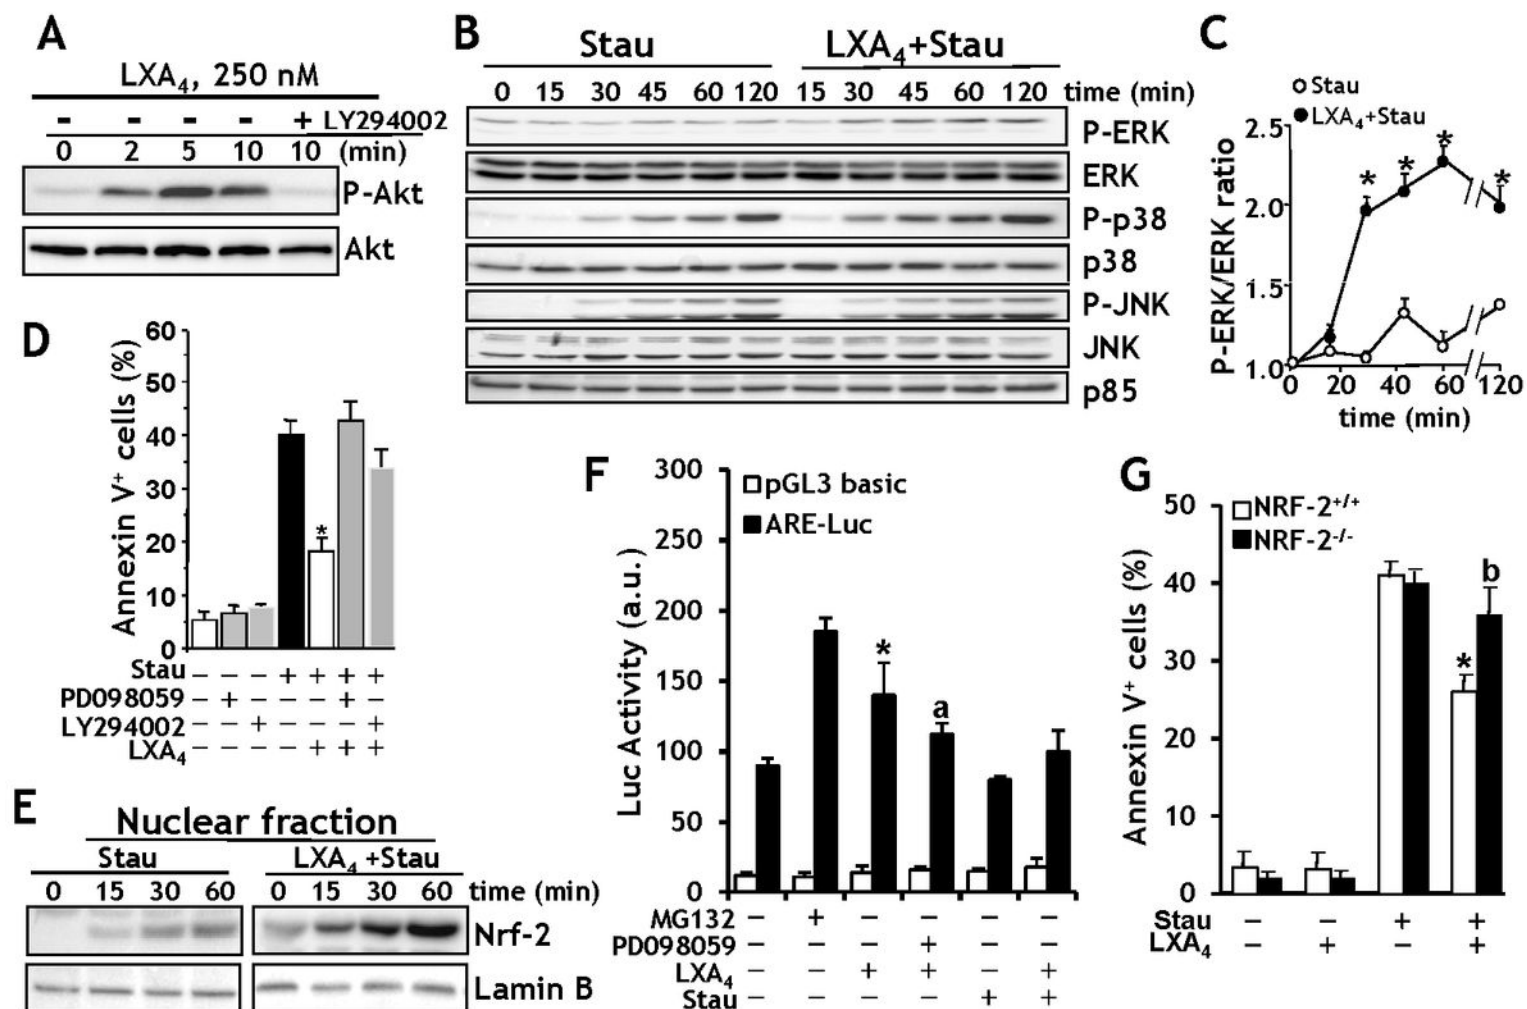 A
LXA4, 250 nM
- - - - + LY294002
0 2 5 10 10 (min)
P-Akt
Akt
B
Stau LXA4+Stau
0 15 30 45 60 120 15 30 45 60 120 time (min)
P-ERK
ERK
P-p38
p38
P-JNK
JNK
p85
C
Stau
LXA4+Stau
P-ERK/ERK ratio
2.5
2.0
1.5
1.0
* * * *
0 20 40 60 120
time (min)
D
Annexin V+ cells (%)
60
50
40
30
20
10
0
*
Stau − − − + + + +
PD098059 − + − − − + −
LY294002 − − + − − − +
LXA4 − − − − + + +
E
Nuclear fraction
Stau LXA4 +Stau
0 15 30 60 0 15 30 60 time (min)
Nrf-2
Lamin B
F
pGL3 basic
ARE-Luc
Luc Activity (a.u.)
300
250
200
150
100
50
0
* a
MG132 − + − − − −
PD098059 − − − + − −
LXA4 − − + + − +
Stau − − − − + +
G
NRF-2+/+
NRF-2-/-
Annexin V+ cells (%)
50
40
30
20
10
0
* b
Stau − − + +
LXA4 − + − +